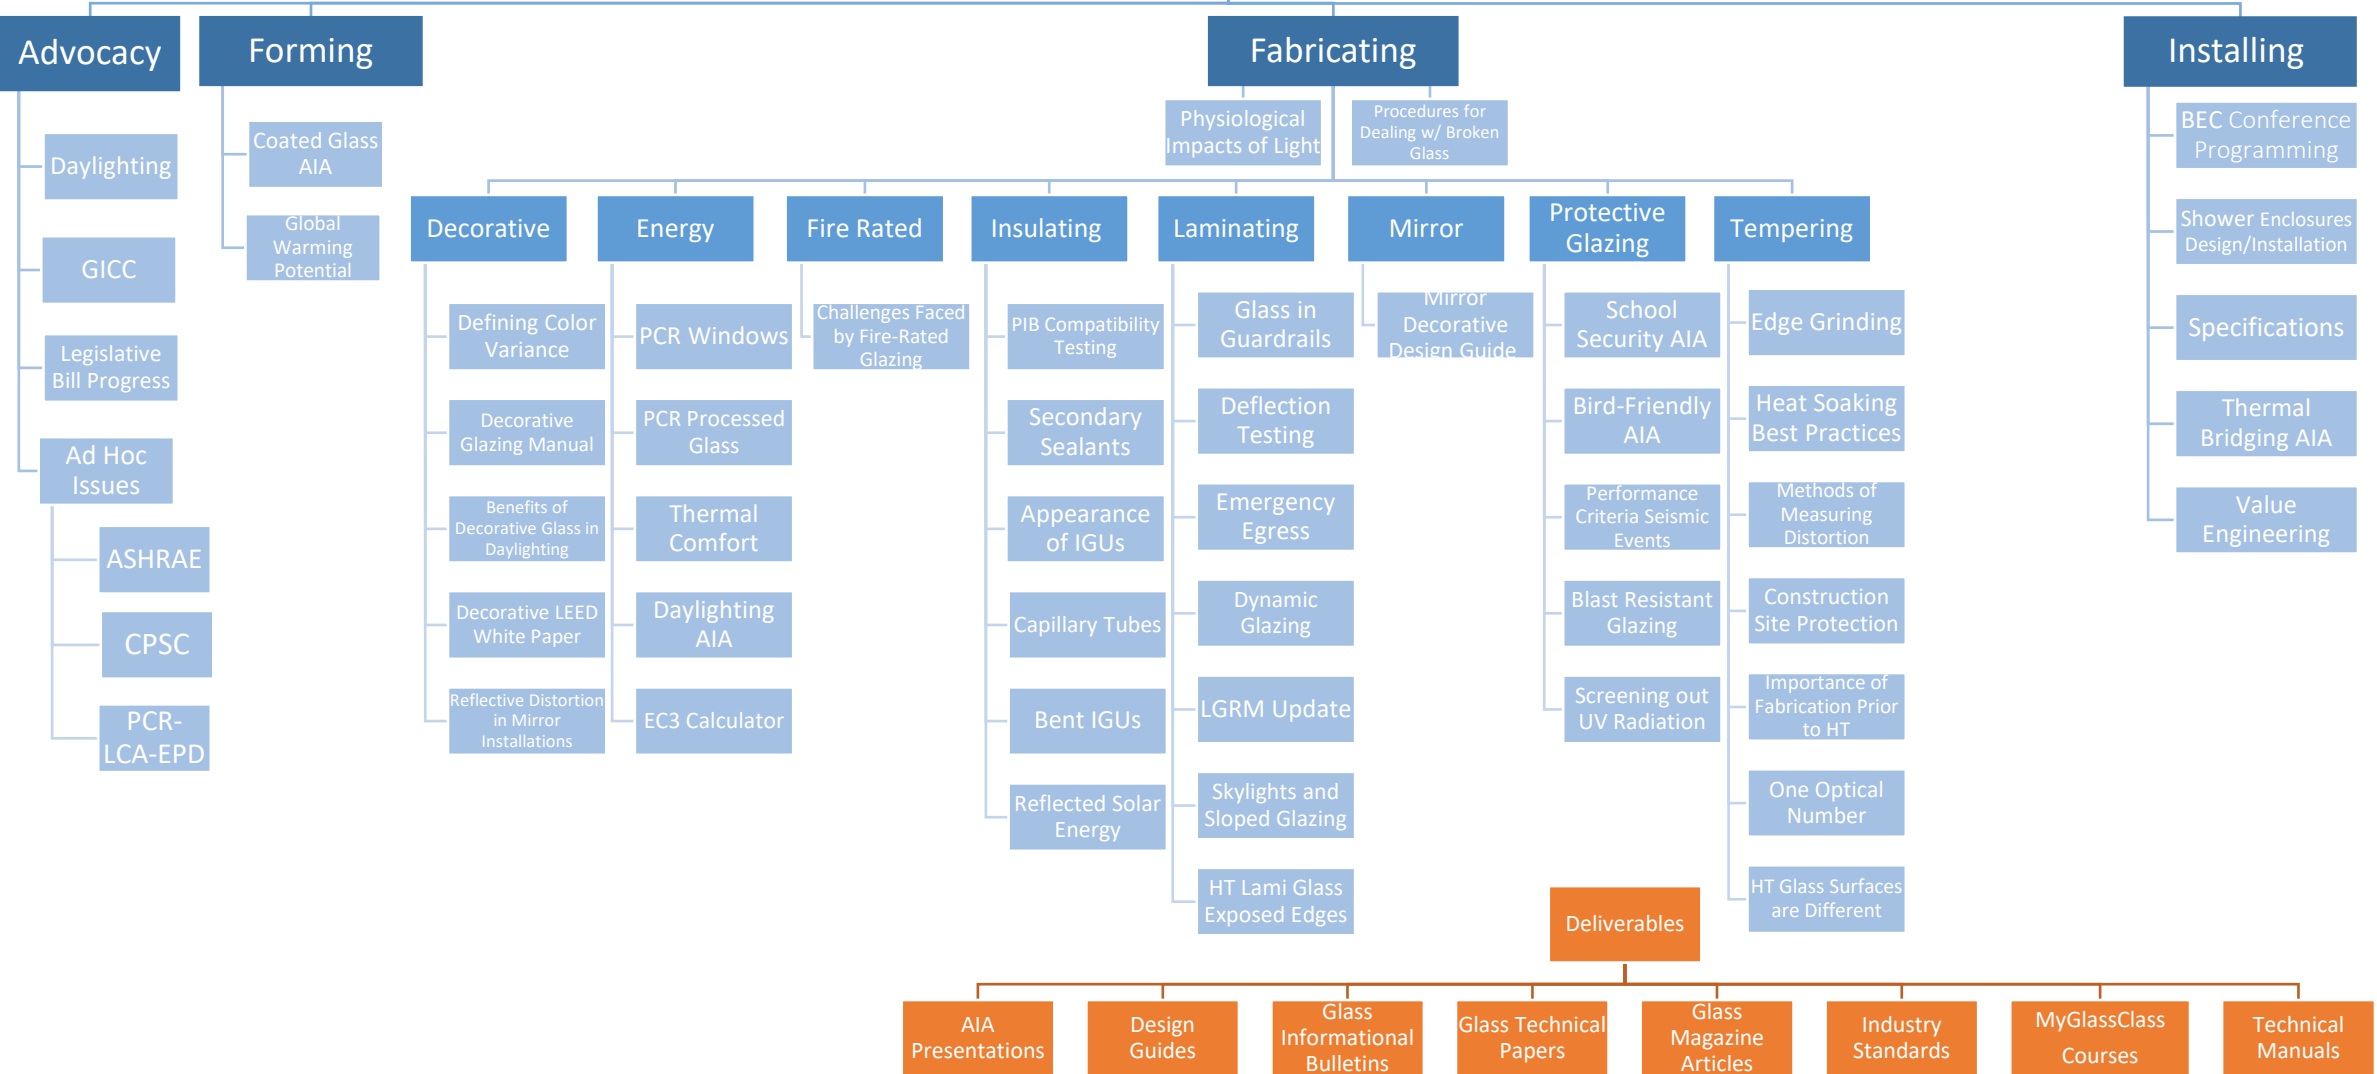 Advocacy
Daylighting
GICC
Legislative
Bill Progress
Ad Hoc
Issues
ASHRAE
CPSC
PCR-
LCA-EPD
Forming
Coated Glass
AIA
Global
Warming
Potential
Fabricating
Physiological
Impacts of Light
Procedures for
Dealing w/ Broken
Glass
Decorative
Defining Color
Variance
Decorative
Glazing Manual
Benefits of
Decorative Glass in
Daylighting
Decorative LEED
White Paper
Reflective Distortion
in Mirror
Installations
Energy
PCR Windows
PCR Processed
Glass
Thermal
Comfort
Daylighting
AIA
EC3 Calculator
Fire Rated
Challenges Faced
by Fire-Rated
Glazing
Insulating
PIB Compatibility
Testing
Secondary
Sealants
Appearance
of IGUs
Capillary Tubes
Bent IGUs
Reflected Solar
Energy
Laminating
Glass in
Guardrails
Deflection
Testing
Emergency
Egress
Dynamic
Glazing
LGRM Update
Skylights and
Sloped Glazing
HT Lami Glass
Exposed Edges
Mirror
Mirror
Decorative
Design Guide
Protective
Glazing
School
Security AIA
Bird-Friendly
AIA
Performance
Criteria Seismic
Events
Blast Resistant
Glazing
Screening out
UV Radiation
Tempering
Edge Grinding
Heat Soaking
Best Practices
Methods of
Measuring
Distortion
Construction
Site Protection
Importance of
Fabrication Prior
to HT
One Optical
Number
HT Glass Surfaces
are Different
Installing
BEC Conference
Programming
Shower Enclosures
Design/Installation
Specifications
Thermal
Bridging AIA
Value
Engineering
Deliverables
AIA
Presentations
Design
Guides
Glass
Informational
Bulletins
Glass Technical
Papers
Glass
Magazine
Articles
Industry
Standards
MyGlassClass
Courses
Technical
Manuals